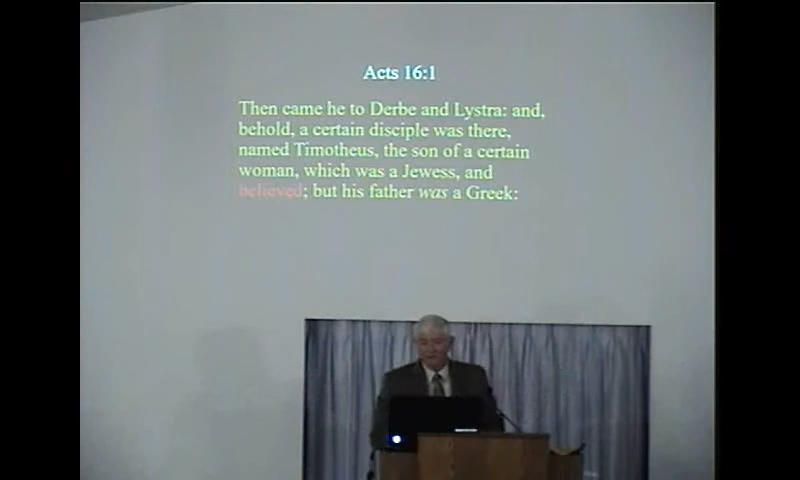 Acts 16:1
Then came he to Derbe and Lystra: and,
behold, a certain disciple was there,
named Timotheus, the son of a certain
woman, which was a Jewess, and
believed; but his father was a Greek: